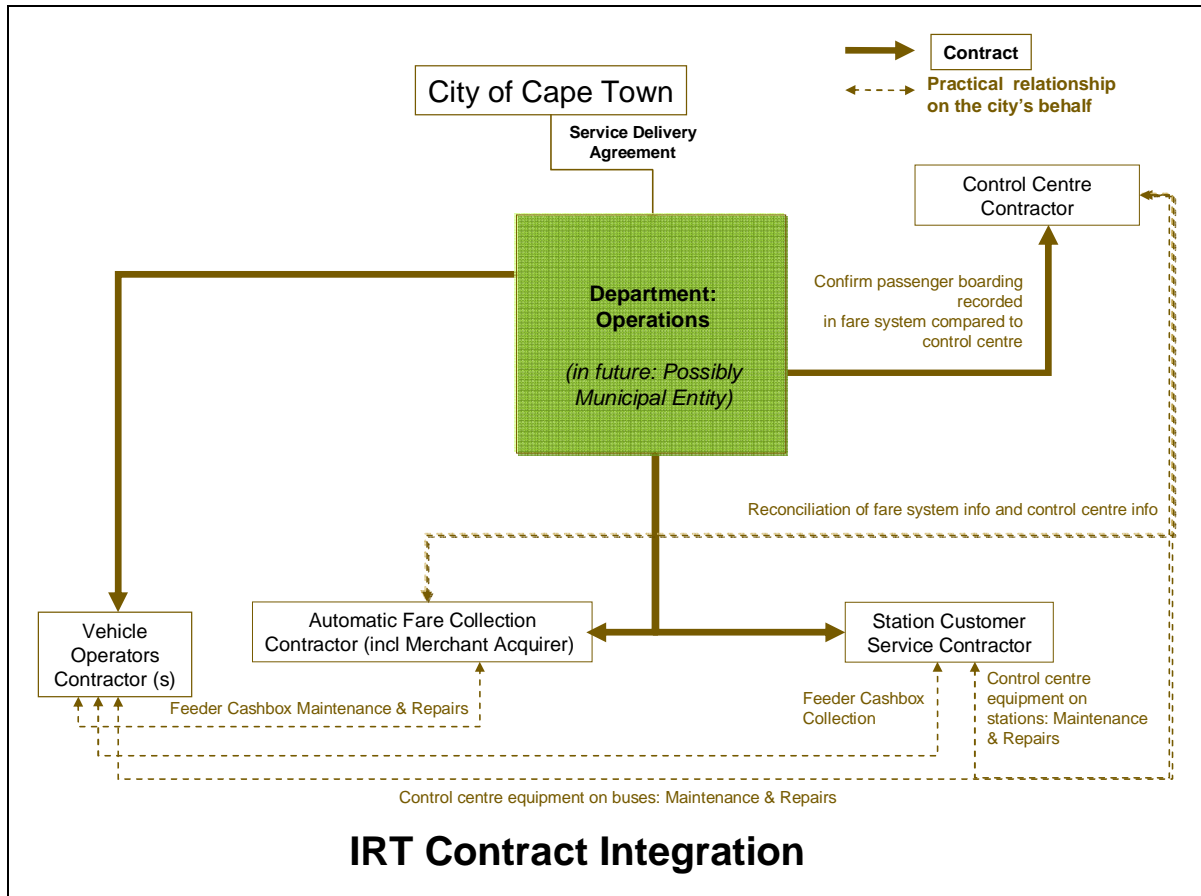 Contract
Practical relationship
on the city's behalf
City of Cape Town
Service Delivery
Agreement
Control Centre
Contractor
Department:
Operations
(in future: Possibly
Municipal Entity)
Confirm passenger boarding
recorded
in fare system compared to
control centre
Reconciliation of fare system info and control centre info
Vehicle
Operators
Contractor (s)
Automatic Fare Collection
Contractor (incl Merchant Acquirer)
Station Customer
Service Contractor
Feeder Cashbox Maintenance & Repairs
Feeder Cashbox
Collection
Control centre
equipment on
stations: Maintenance
& Repairs
Control centre equipment on buses: Maintenance & Repairs
IRT Contract Integration